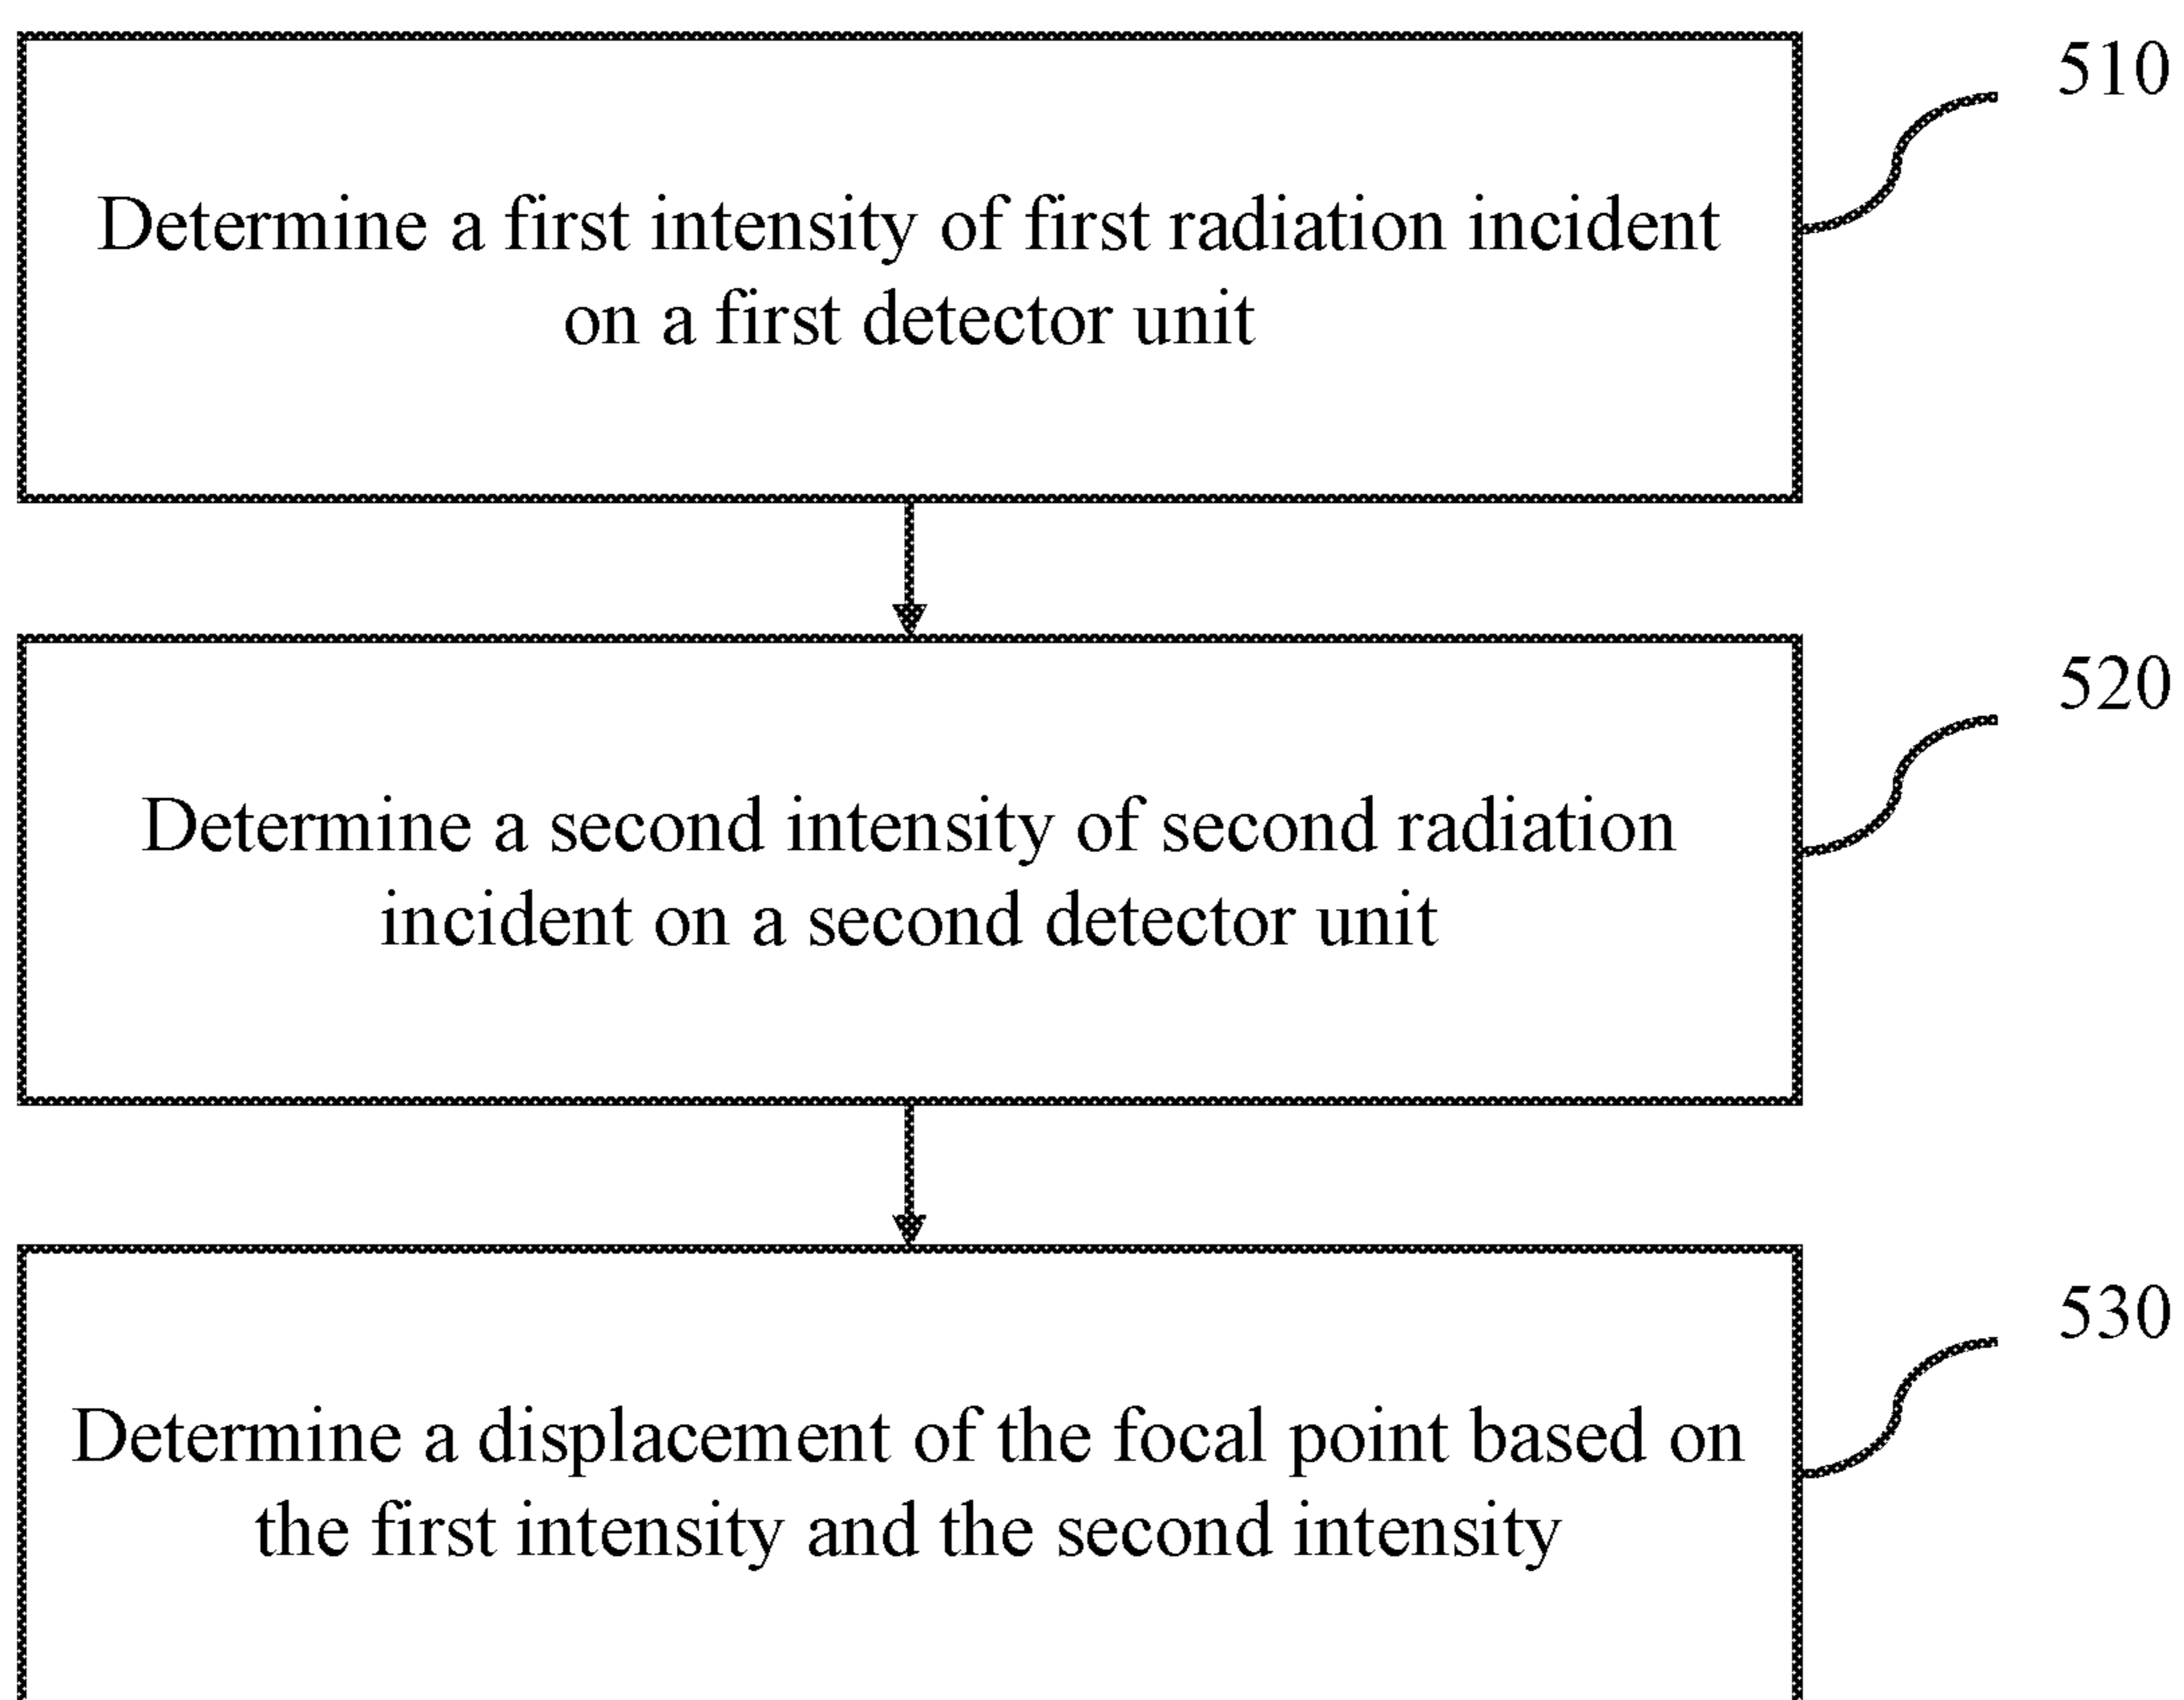 510
Determine a first intensity of first radiation incident
on a first detector unit
520
Determine a second intensity of second radiation
incident on a second detector unit
530
Determine a displacement of the focal point based on
the first intensity and the second intensity